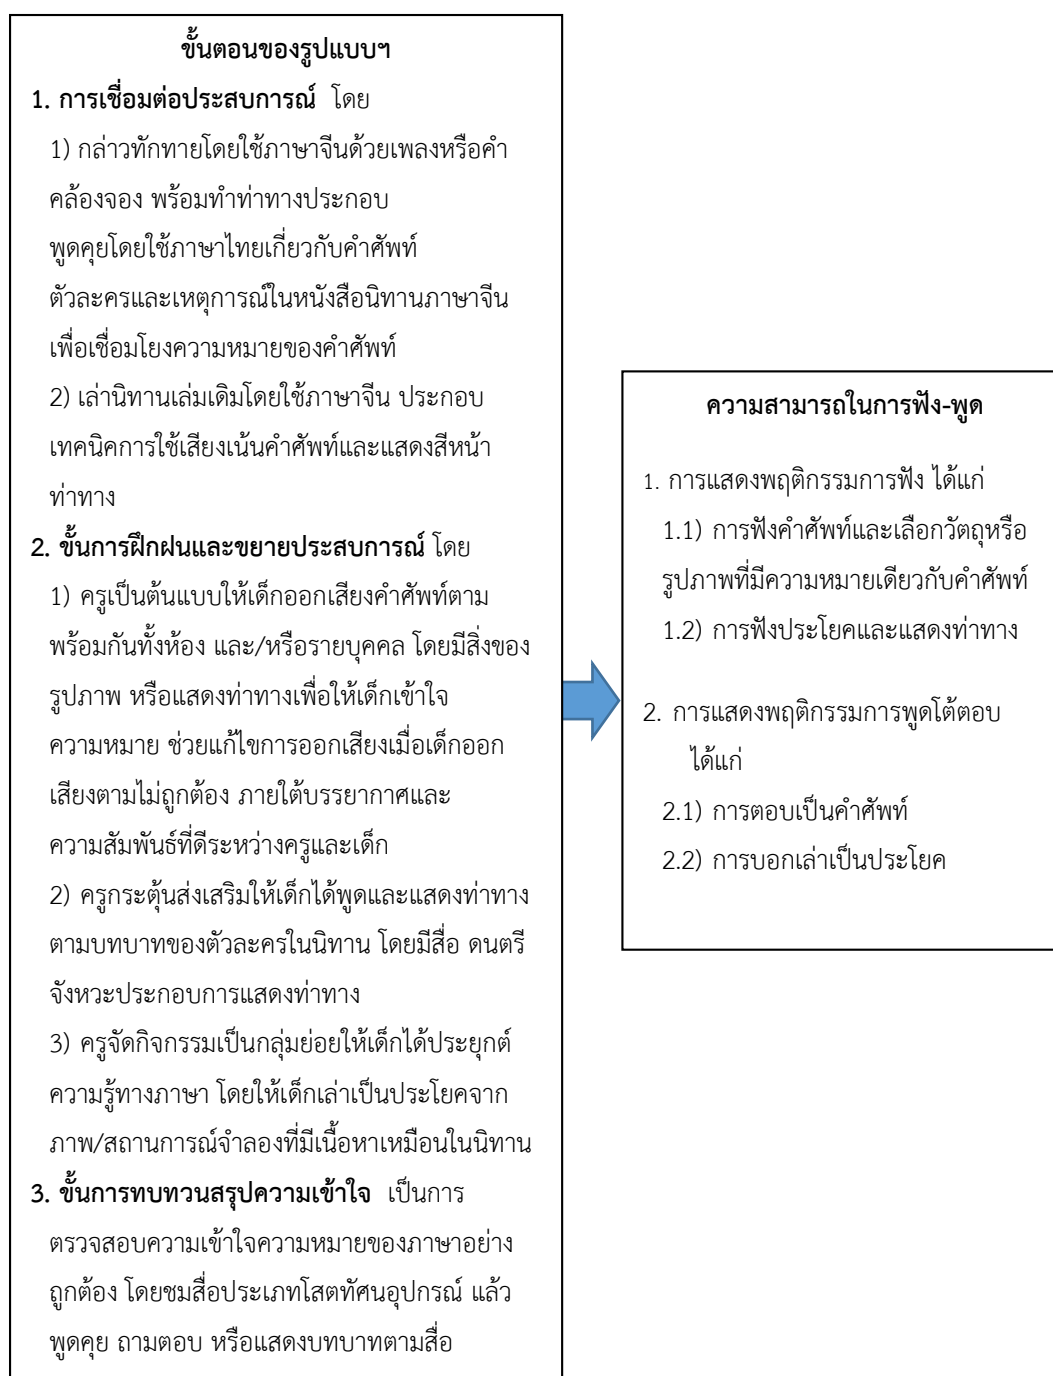 ขั้นตอนของรูปแบบฯ
1. การเชื่อมต่อประสบการณ์ โดย
1) กล่าวทักทายโดยใช้ภาษาจีนด้วยเพลงหรือคำ
คล้องจอง พร้อมทำท่าทางประกอบ
พูดคุยโดยใช้ภาษาไทยเกี่ยวกับคำศัพท์
ตัวละครและเหตุการณ์ในหนังสือนิทานภาษาจีน
เพื่อเชื่อมโยงความหมายของคำศัพท์
2) เล่านิทานเล่มเดิมโดยใช้ภาษาจีน ประกอบ
เทคนิคการใช้เสียงเน้นคำศัพท์และแสดงสีหน้า
ท่าทาง
2. ขั้นการฝึกฝนและขยายประสบการณ์ โดย
1) ครูเป็นต้นแบบให้เด็กออกเสียงคำศัพท์ตาม
พร้อมกันทั้งห้อง และ/หรือรายบุคคล โดยมีสิ่งของ
รูปภาพ หรือแสดงท่าทางเพื่อให้เด็กเข้าใจ
ความหมาย ช่วยแก้ไขการออกเสียงเมื่อเด็กออก
เสียงตามไม่ถูกต้อง ภายใต้บรรยากาศและ
ความสัมพันธ์ที่ดีระหว่างครูและเด็ก
2) ครูกระตุ้นส่งเสริมให้เด็กได้พูดและแสดงท่าทาง
ตามบทบาทของตัวละครในนิทาน โดยมีสื่อ ดนตรี
จังหวะประกอบการแสดงท่าทาง
3) ครูจัดกิจกรรมเป็นกลุ่มย่อยให้เด็กได้ประยุกต์
ความรู้ทางภาษา โดยให้เด็กเล่าเป็นประโยคจาก
ภาพ/สถานการณ์จำลองที่มีเนื้อหาเหมือนในนิทาน
3. ขั้นการทบทวนสรุปความเข้าใจ เป็นการ
ตรวจสอบความเข้าใจความหมายของภาษาอย่าง
ถูกต้อง โดยชมสื่อประเภทโสตทัศนอุปกรณ์ แล้ว
พูดคุย ถามตอบ หรือแสดงบทบาทตามสื่อ
ความสามารถในการฟัง-พูด
1. การแสดงพฤติกรรมการฟัง ได้แก่
1.1) การฟังคำศัพท์และเลือกวัตถุหรือ
รูปภาพที่มีความหมายเดียวกับคำศัพท์
1.2) การฟังประโยคและแสดงท่าทาง
2. การแสดงพฤติกรรมการพูดโต้ตอบ
ได้แก่
2.1) การตอบเป็นคำศัพท์
2.2) การบอกเล่าเป็นประโยค